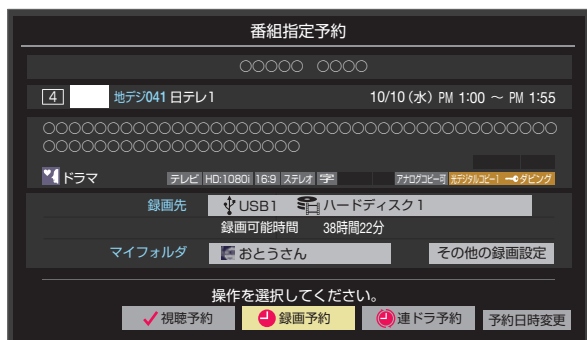 番組指定予約
○○○○○ ○○○○
4 地デジ041 日テレ1 10/10(水) PM 1:00 ～ PM 1:55
○○○○○○○○○○○○○○○○○○○○○○○○○○○○○○○○○○○○○○○○
○○○○○○○○○○○○○○○○○○○○
ドラマ テレビ HD:1080i 16:9 ステレオ 字 アナログコピー可 光デジタルコピー1 ダビング
録画先 USB1 ハードディスク1
録画可能時間 38時間22分
マイフォルダ おとうさん その他の録画設定
操作を選択してください。
視聴予約 録画予約 連ドラ予約 予約日時変更